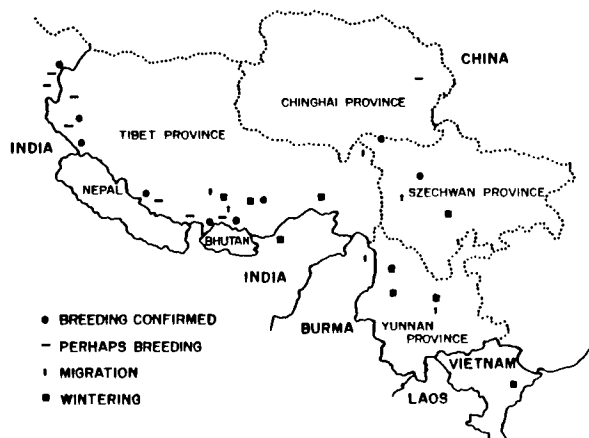 CHINA
CHINGHAI PROVINCE
TIBET PROVINCE
INDIA
NEPAL
SZECHWAN PROVINCE
BHUTAN
INDIA
BURMA
YUNNAN
PROVINCE
VIETNAM
LAOS
BREEDING CONFIRMED
PERHAPS BREEDING
MIGRATION
WINTERING